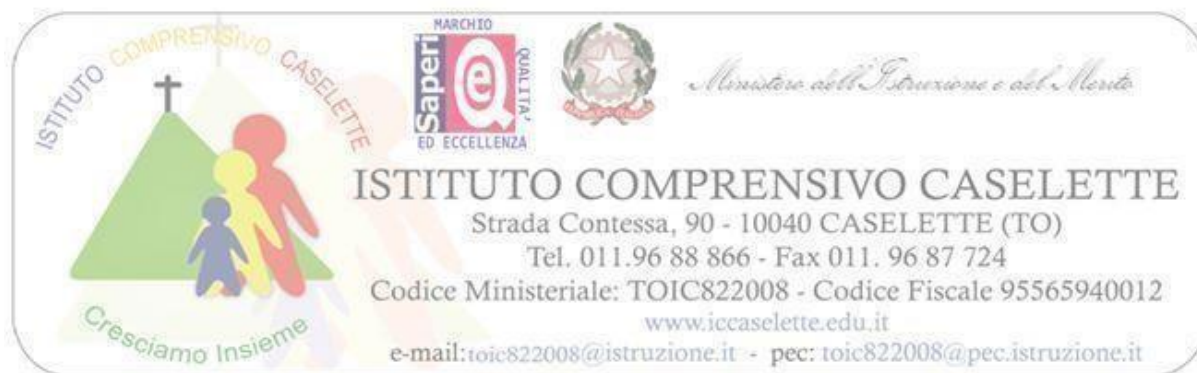 ISTITUTO COMPRENSIVO CASELETTE
Cresciamo Insieme
MARCHIO
Saperi
QUALITA'
eQ
ED ECCELLENZA
Ministero dell'Istruzione e del Merito
ISTITUTO COMPRENSIVO CASELETTE
Strada Contessa, 90 - 10040 CASELETTE (TO)
Tel. 011.96 88 866 - Fax 011. 96 87 724
Codice Ministeriale: TOIC822008 - Codice Fiscale 95565940012
www.iccaselette.edu.it
e-mail:toic822008@istruzione.it - pec: toic822008@pec.istruzione.it